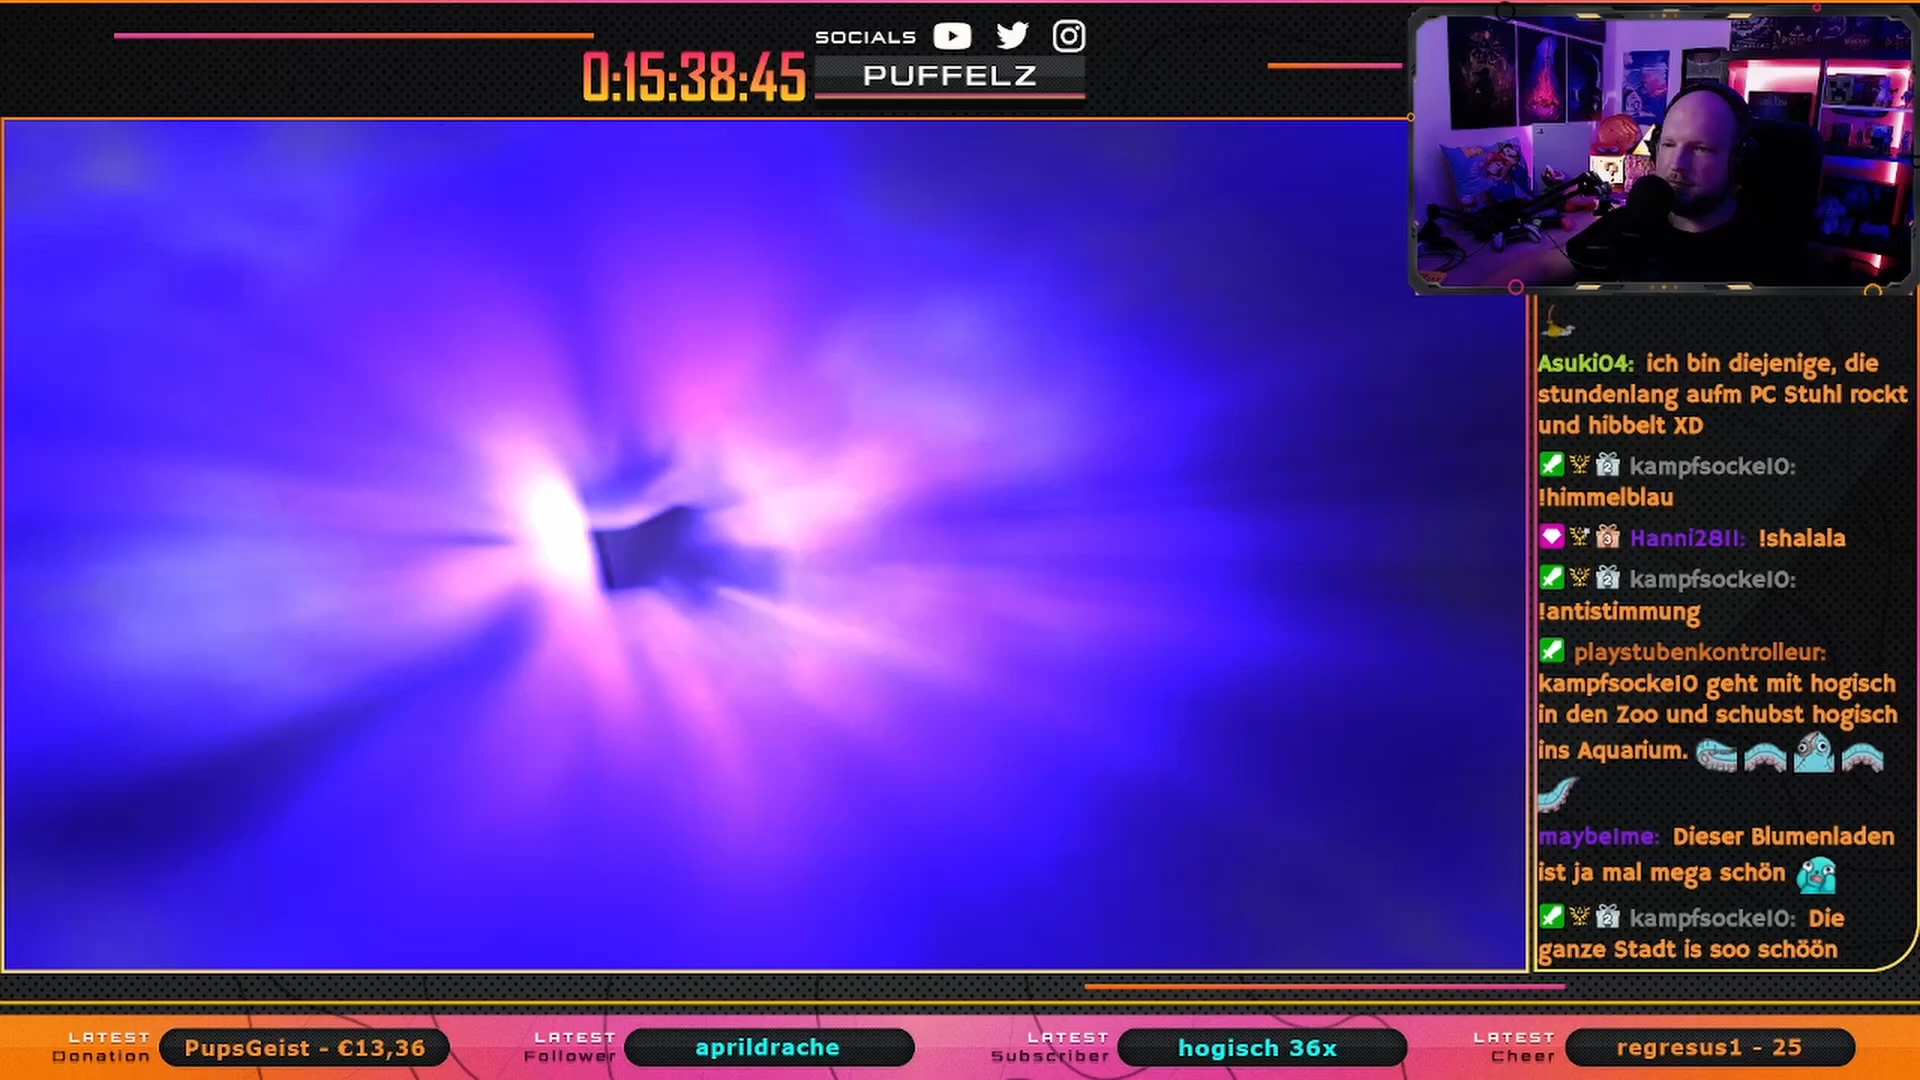 SOCIALS
0:15:38:45
PUFFELZ
Asuki04: ich bin diejenige, die
stundenlang aufm PC Stuhl rockt
und hibbelt XD
kampfsocke10:
!himmelblau
Hanni2811: !shalala
kampfsocke10:
!antistimmung
playstubenkontrolleur:
kampfsocke10 geht mit hogisch
in den Zoo und schubst hogisch
ins Aquarium.
maybe1me: Dieser Blumenladen
ist ja mal mega schön
kampfsocke10: Die
ganze Stadt is soo schöön
LATEST
Donation
PupsGeist - €13,36
LATEST
Follower
aprildrache
LATEST
Subscriber
hogisch 36x
LATEST
Cheer
regresus1 - 25